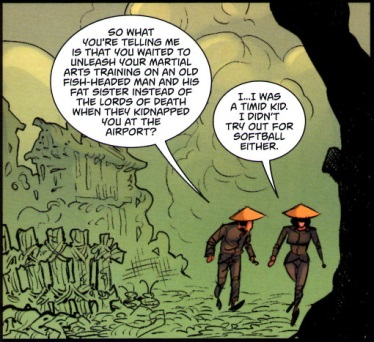 SO WHAT
YOU'RE TELLING ME
IS THAT YOU WAITED TO
UNLEASH YOUR MARTIAL
ARTS TRAINING ON AN OLD
FISH-HEADED MAN AND HIS
FAT SISTER INSTEAD OF
THE LORDS OF DEATH
WHEN THEY KIDNAPPED
YOU AT THE
AIRPORT?
I...I WAS
A TIMID KID.
I DIDN'T
TRY OUT FOR
SOFTBALL
EITHER.